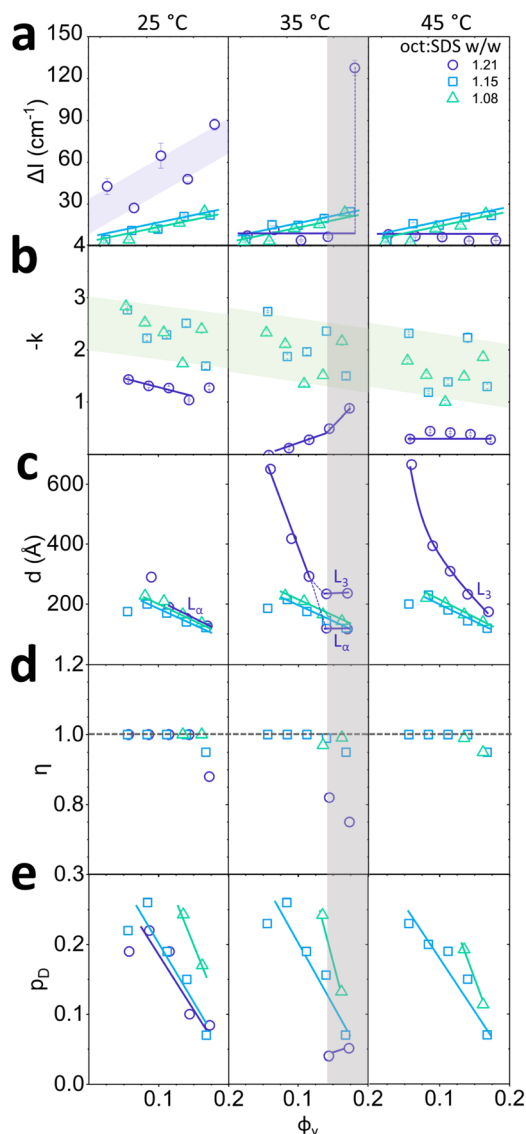 25 °C 35 °C 45 °C
a
150
120
90
60
30
4
ΔI (cm⁻¹)
oct:SDS w/w
1.21
1.15
1.08
b
3
2
1
-k
c
600
400
200
d (Å)
Lα
L₃
Lα
L₃
d
1.2
1.0
0.8
η
e
0.3
0.2
0.1
0.0
p_D
0.1 0.2 0.1 0.2 0.1 0.2
ϕᵥ